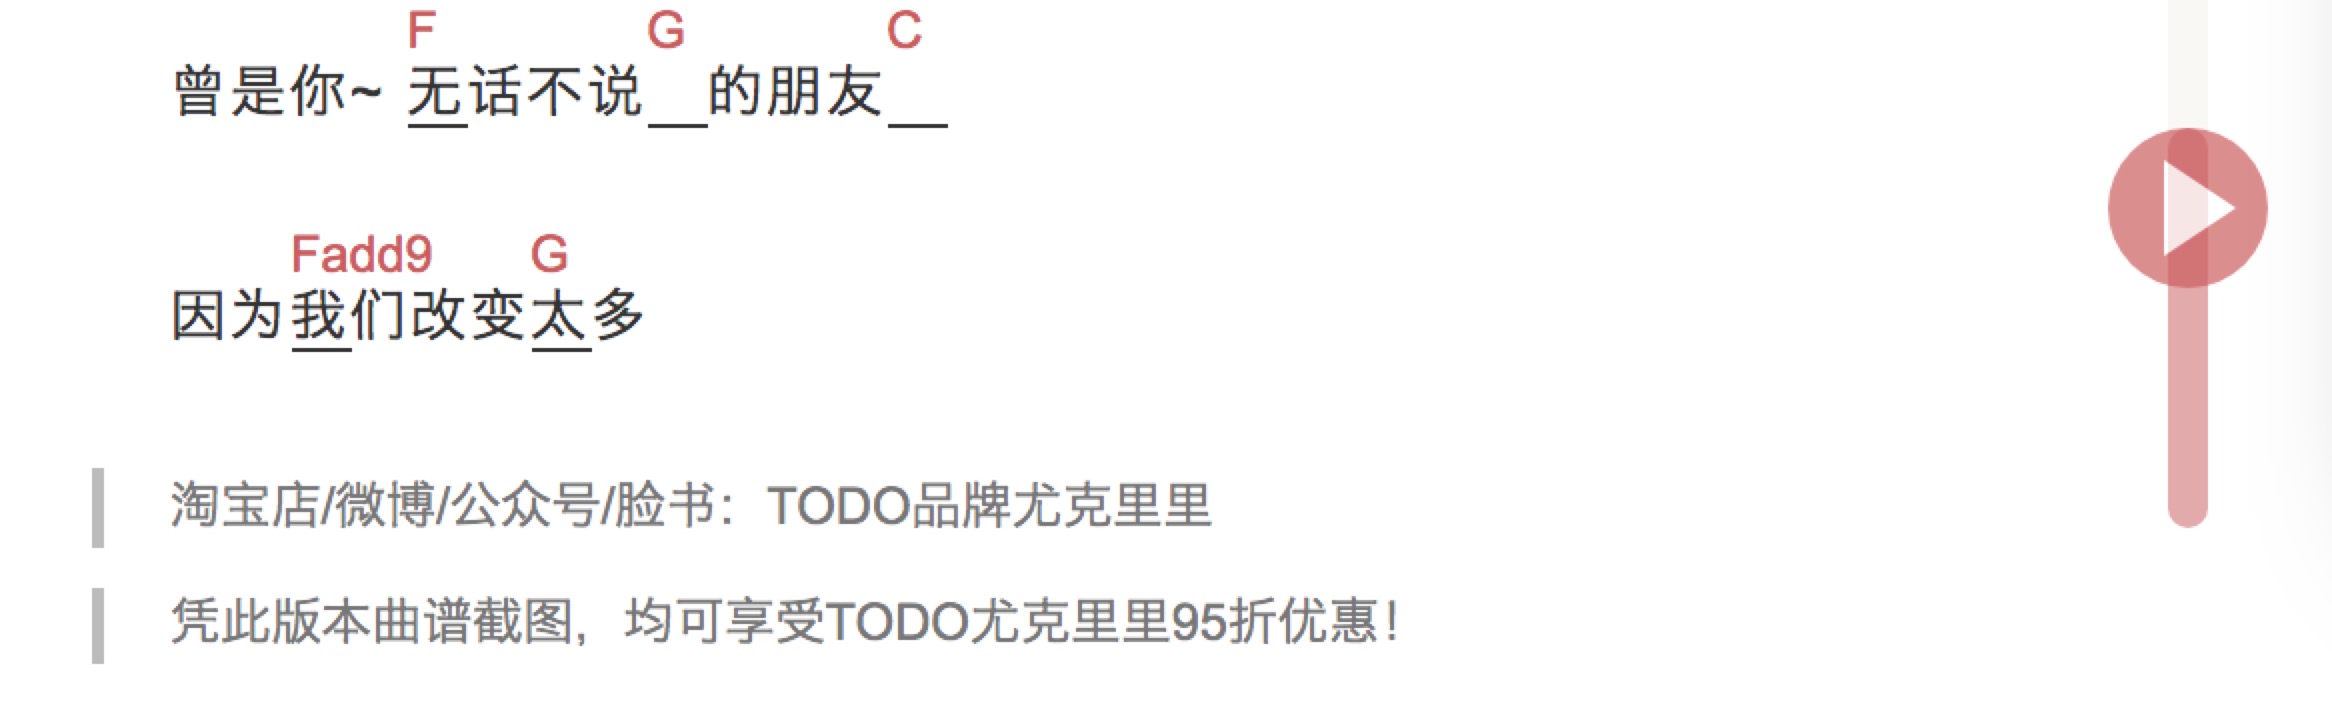 F G C
曾是你~ 无话不说__的朋友__
Fadd9 G
因为我们改变太多
淘宝店/微博/公众号/脸书：TODO品牌尤克里里
凭此版本曲谱截图，均可享受TODO尤克里里95折优惠！